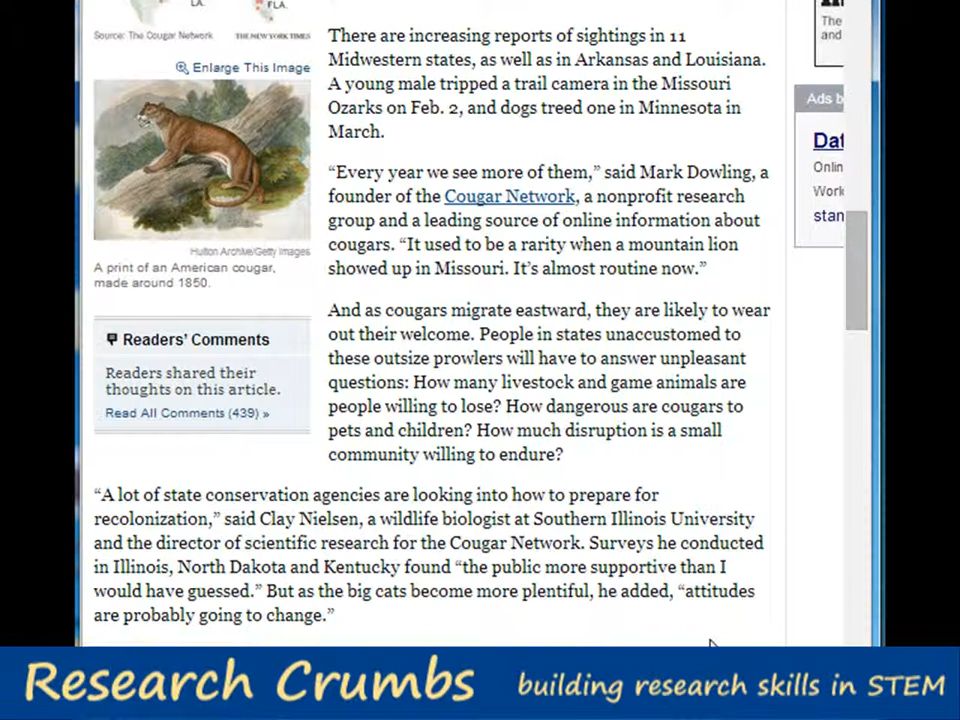 LA.
FLA.
Source: The Cougar Network
THE NEW YORK TIMES
Enlarge This Image
Hulton Archive/Getty Images
A print of an American cougar,
made around 1850.
Readers' Comments
Readers shared their
thoughts on this article.
Read All Comments (439) »
There are increasing reports of sightings in 11
Midwestern states, as well as in Arkansas and Louisiana.
A young male tripped a trail camera in the Missouri
Ozarks on Feb. 2, and dogs treed one in Minnesota in
March.
“Every year we see more of them,” said Mark Dowling, a
founder of the Cougar Network, a nonprofit research
group and a leading source of online information about
cougars. “It used to be a rarity when a mountain lion
showed up in Missouri. It’s almost routine now.”
And as cougars migrate eastward, they are likely to wear
out their welcome. People in states unaccustomed to
these outsize prowlers will have to answer unpleasant
questions: How many livestock and game animals are
people willing to lose? How dangerous are cougars to
pets and children? How much disruption is a small
community willing to endure?
“A lot of state conservation agencies are looking into how to prepare for
recolonization,” said Clay Nielsen, a wildlife biologist at Southern Illinois University
and the director of scientific research for the Cougar Network. Surveys he conducted
in Illinois, North Dakota and Kentucky found “the public more supportive than I
would have guessed.” But as the big cats become more plentiful, he added, “attitudes
are probably going to change.”
The
and
Ads b
Dat
Onlin
Work
stan
Research Crumbs
building research skills in STEM